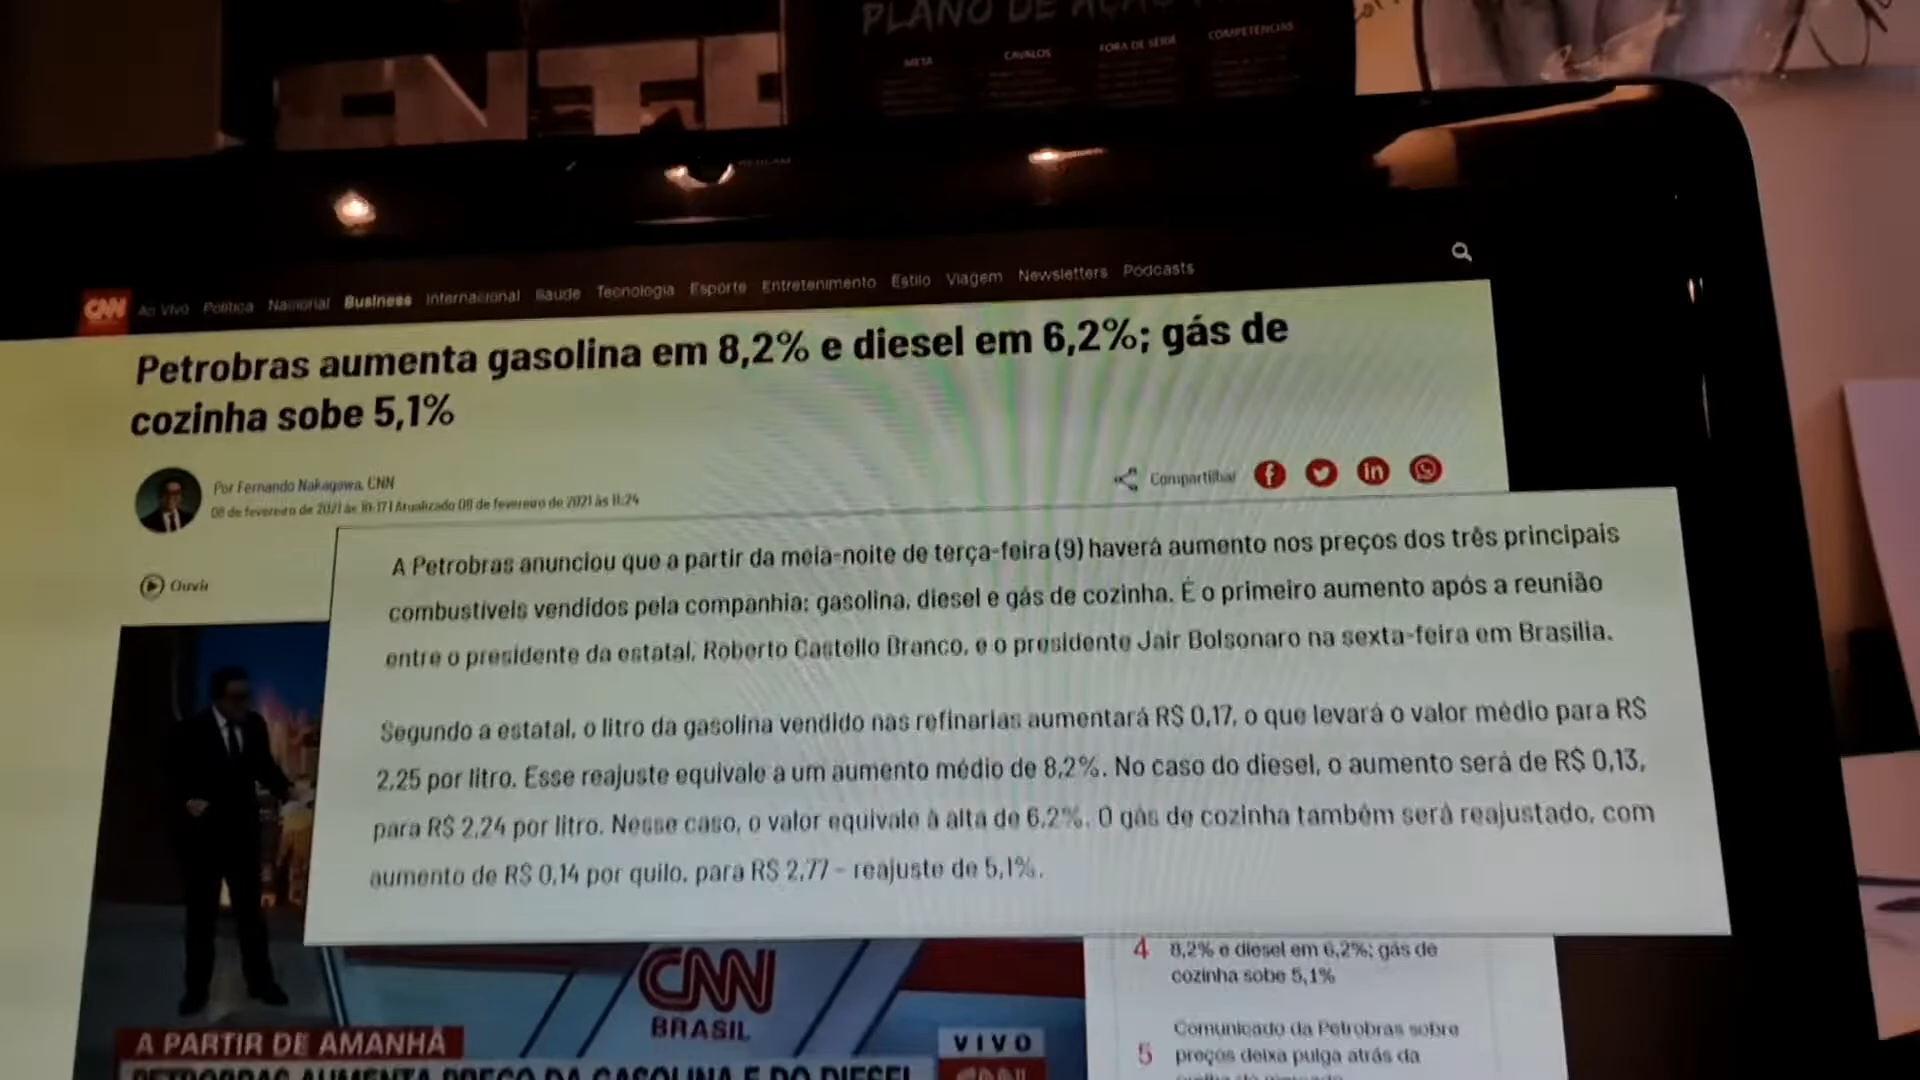 PLANO DE AÇÃO
META
CAVALOS
FORA DE SÉRIE
COMPETÊNCIAS
CNN Ao Vivo Política Nacional Business Internacional Saúde Tecnologia Esporte Entretenimento Estilo Viagem Newsletters Podcasts
Petrobras aumenta gasolina em 8,2% e diesel em 6,2%; gás de
cozinha sobe 5,1%
Por Fernando Nakagawa, CNN
08 de fevereiro de 2021 às 10:17 | Atualizado 08 de fevereiro de 2021 às 11:24
Compartilhar
Ouvir
A Petrobras anunciou que a partir da meia-noite de terça-feira (9) haverá aumento nos preços dos três principais
combustíveis vendidos pela companhia: gasolina, diesel e gás de cozinha. É o primeiro aumento após a reunião
entre o presidente da estatal, Roberto Castello Branco, e o presidente Jair Bolsonaro na sexta-feira em Brasília.
Segundo a estatal, o litro da gasolina vendido nas refinarias aumentará R$ 0,17, o que levará o valor médio para R$
2,25 por litro. Esse reajuste equivale a um aumento médio de 8,2%. No caso do diesel, o aumento será de R$ 0,13,
para R$ 2,24 por litro. Nesse caso, o valor equivale à alta de 6,2%. O gás de cozinha também será reajustado, com
aumento de R$ 0,14 por quilo, para R$ 2,77 - reajuste de 5,1%.
CNN
BRASIL
A PARTIR DE AMANHÃ
VIVO
CNN
PETROBRAS AUMENTA PREÇO DA GASOLINA E DO DIESEL
4 8,2% e diesel em 6,2%; gás de
cozinha sobe 5,1%
5 Comunicado da Petrobras sobre
preços deixa pulga atrás da